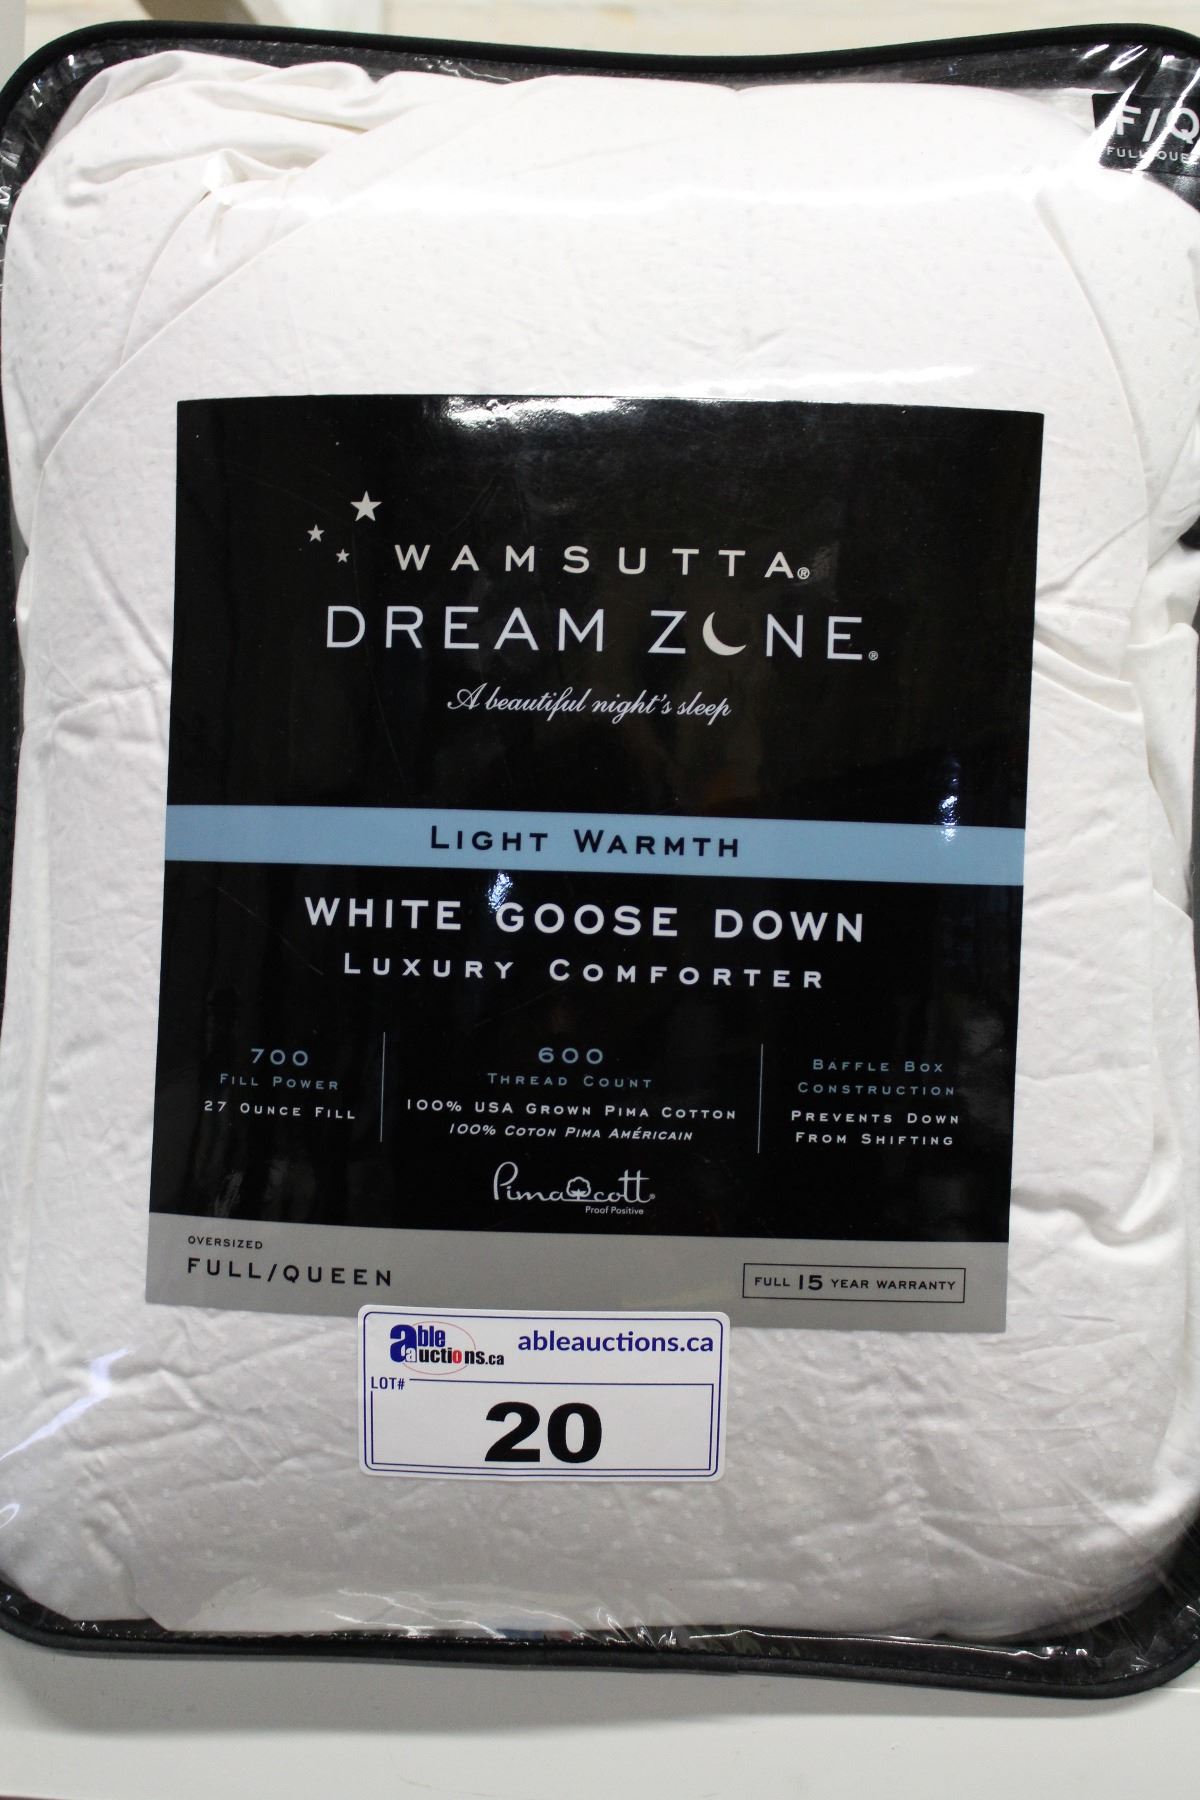 F/Q
WAMSUTTA®
DREAM ZONE®
A beautiful night's sleep
LIGHT WARMTH
WHITE GOOSE DOWN
LUXURY COMFORTER
700
FILL POWER
27 OUNCE FILL
600
THREAD COUNT
100% USA GROWN PIMA COTTON
100% COTON PIMA AMÉRICAIN
Pimacott®
Proof Positive
BAFFLE BOX
CONSTRUCTION
PREVENTS DOWN
FROM SHIFTING
OVERSIZED
FULL/QUEEN
FULL 15 YEAR WARRANTY
able
auctions.ca
ableauctions.ca
LOT#
20